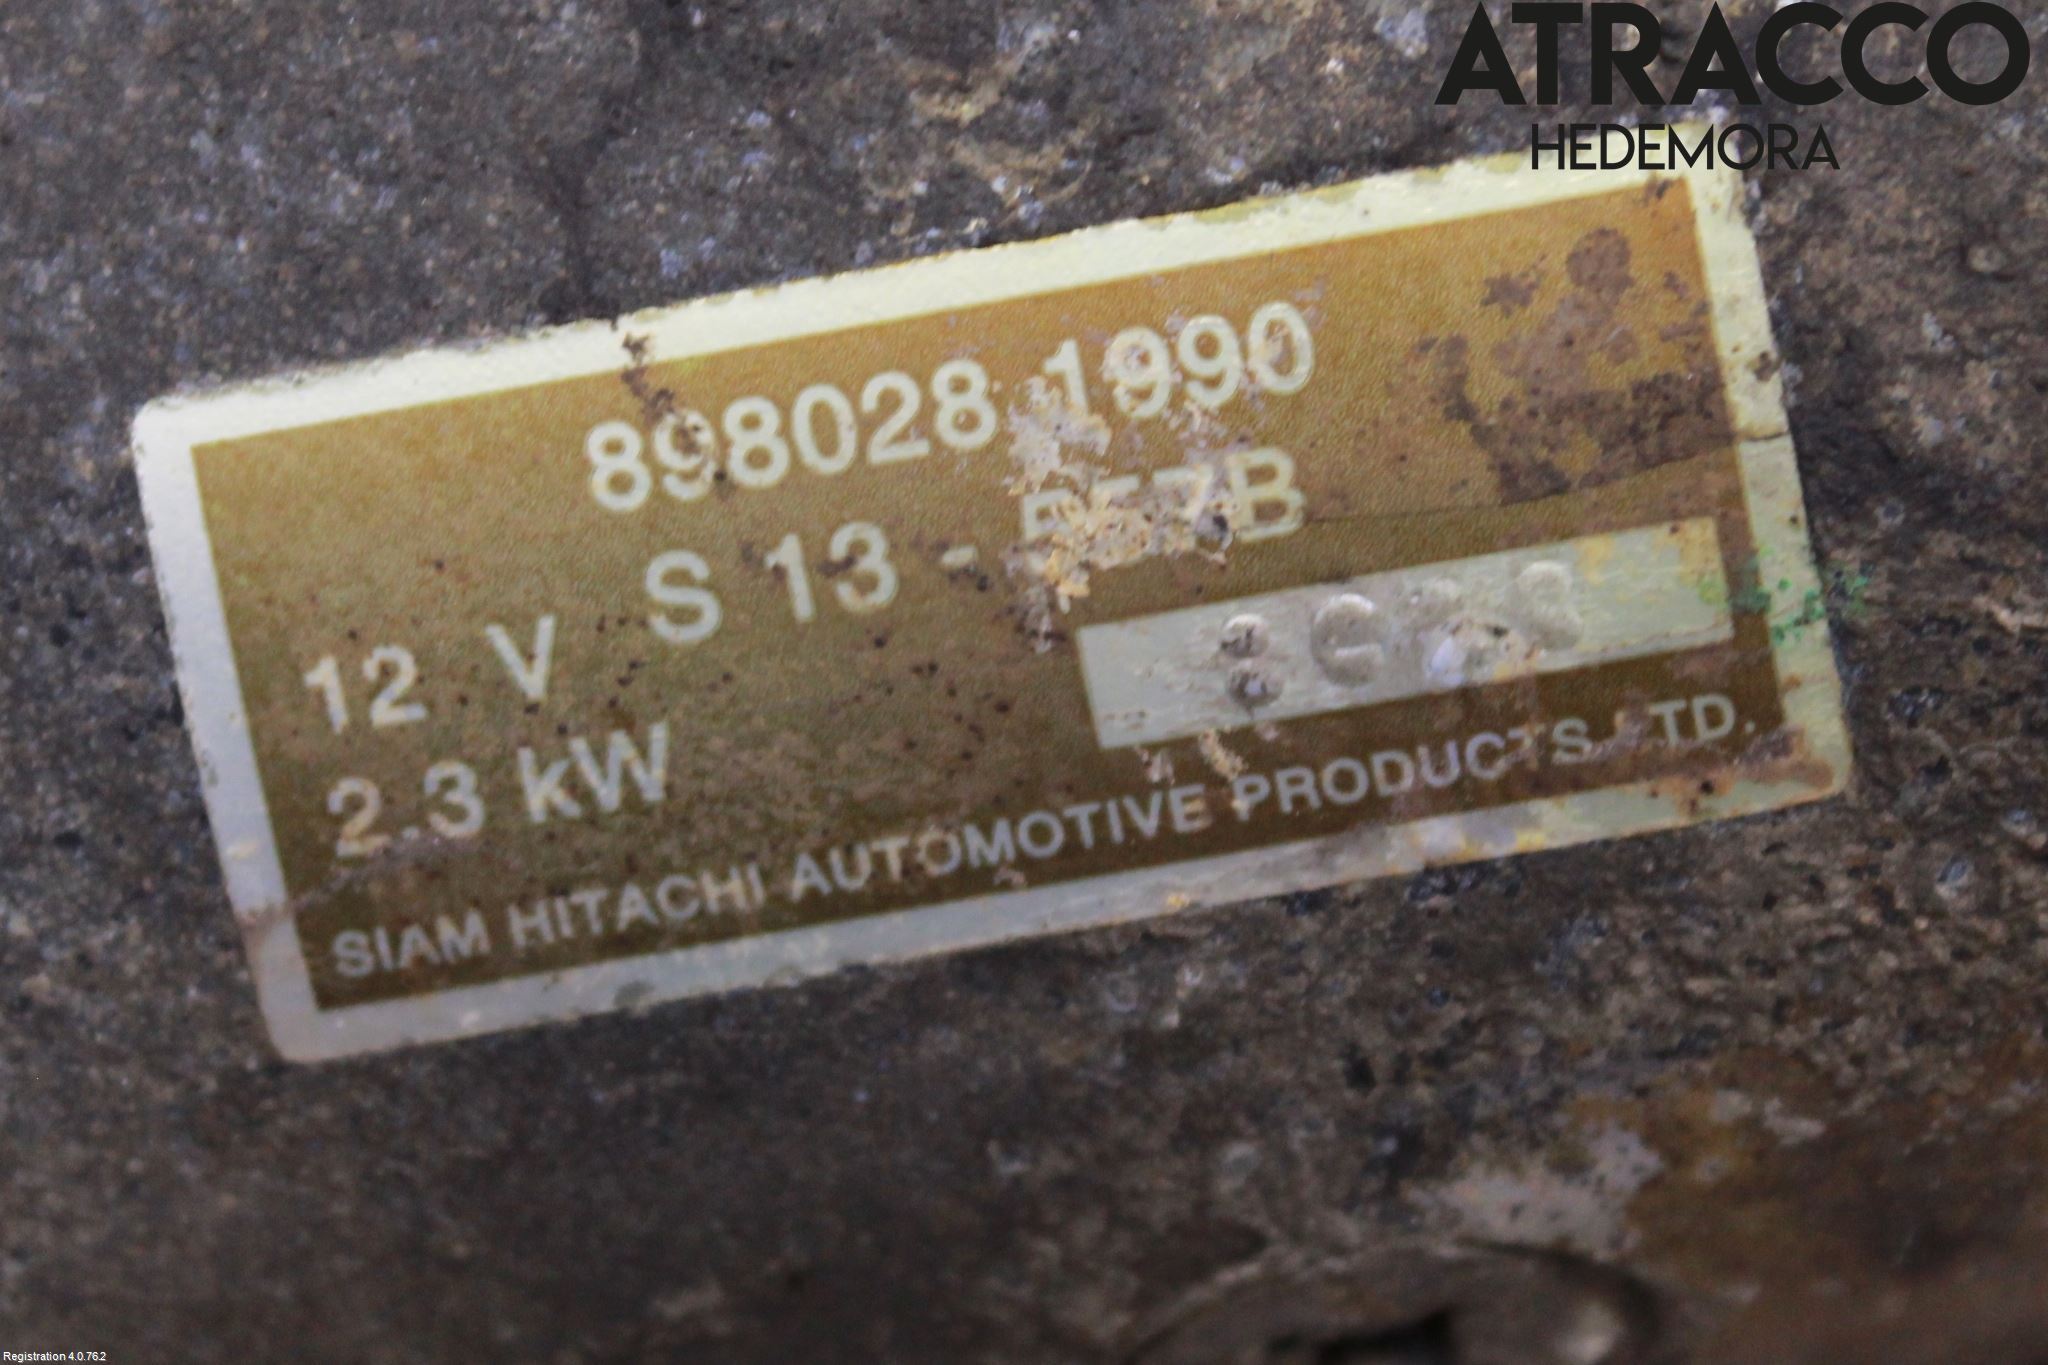 ATRACCO
HEDEMORA
898028 1990
S 13 -
12 V
2.3 kW
SIAM HITACHI AUTOMOTIVE PRODUCTS. LTD.
Registration 4.0.76.2